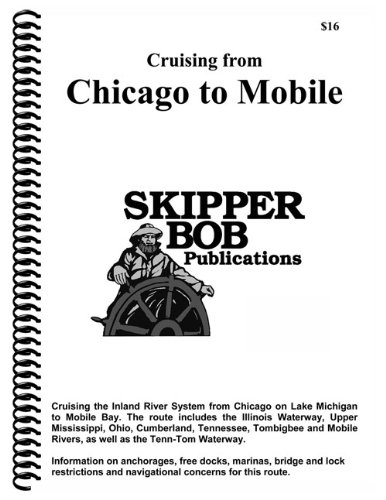 $16
Cruising from
Chicago to Mobile
SKIPPER
BOB
Publications
Cruising the Inland River System from Chicago on Lake Michigan
to Mobile Bay. The route includes the Illinois Waterway, Upper
Mississippi, Ohio, Cumberland, Tennessee, Tombigbee and Mobile
Rivers, as well as the Tenn-Tom Waterway.
Information on anchorages, free docks, marinas, bridge and lock
restrictions and navigational concerns for this route.